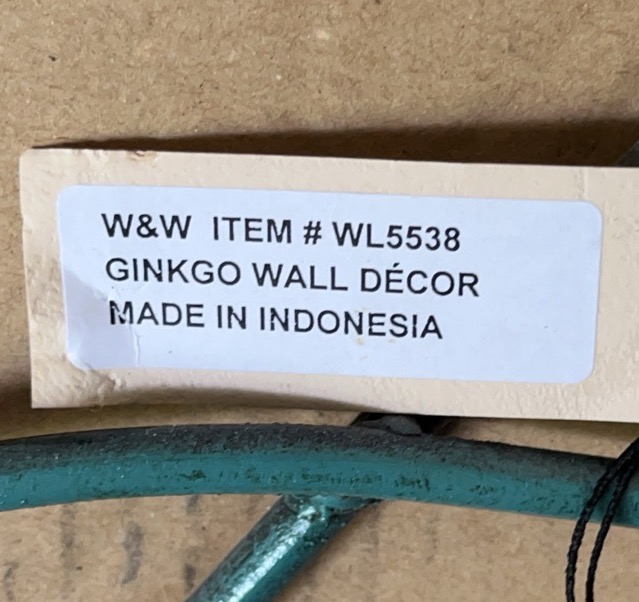 W&W ITEM # WL5538
GINKGO WALL DÉCOR
MADE IN INDONESIA